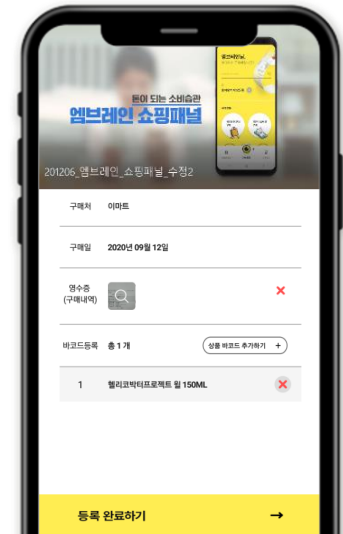 돈이 되는 소비습관
엠브레인 쇼핑패널
201206_엠브레인_쇼핑패널_수정2
구매처 이마트
구매일 2020년 09월 12일
영수증
(구매내역)
바코드등록 총 1 개 상품 바코드 추가하기 +
1 헬리코박터프로젝트 윌 150ML
등록 완료하기 →